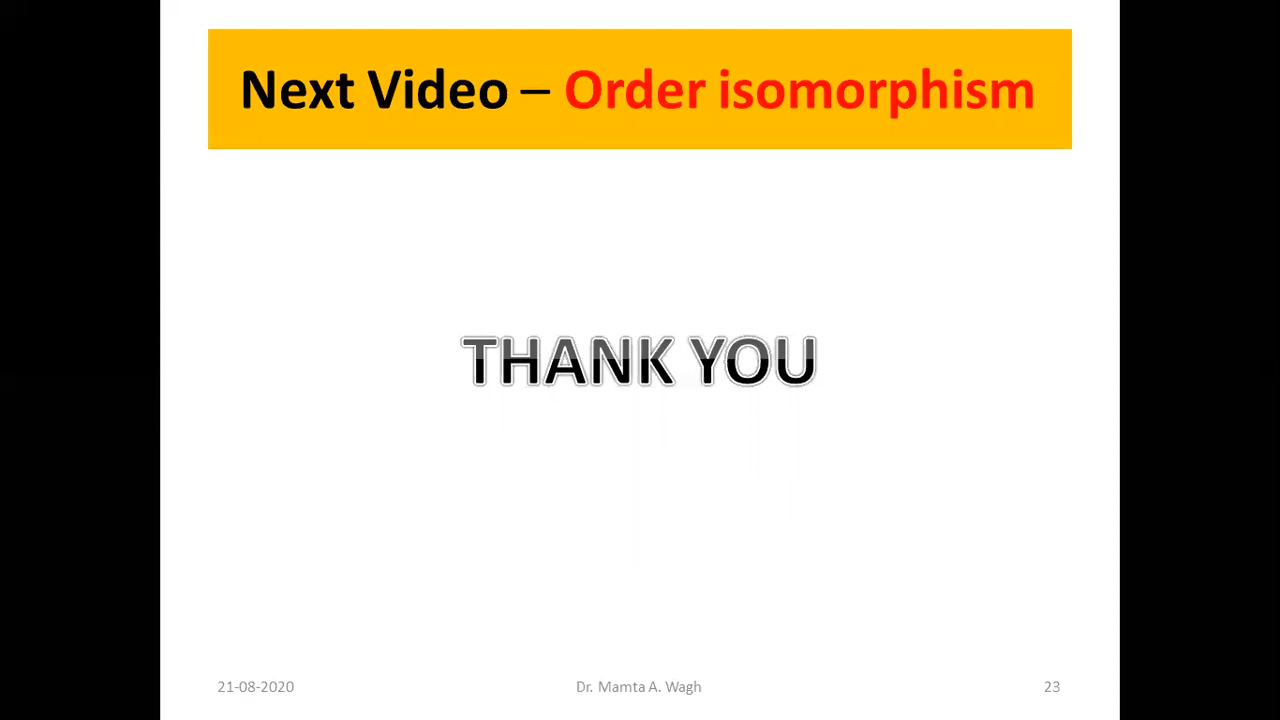 Next Video – Order isomorphism
THANK YOU
21-08-2020
Dr. Mamta A. Wagh
23